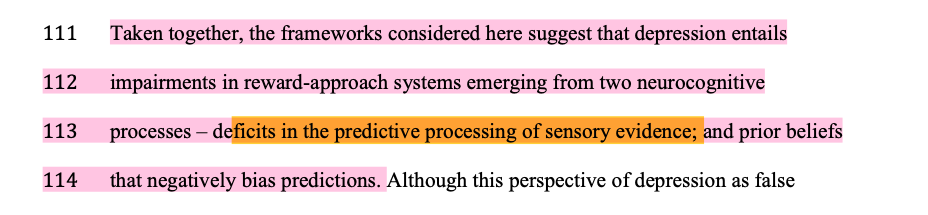 111 Taken together, the frameworks considered here suggest that depression entails
112 impairments in reward-approach systems emerging from two neurocognitive
113 processes – deficits in the predictive processing of sensory evidence; and prior beliefs
114 that negatively bias predictions. Although this perspective of depression as false